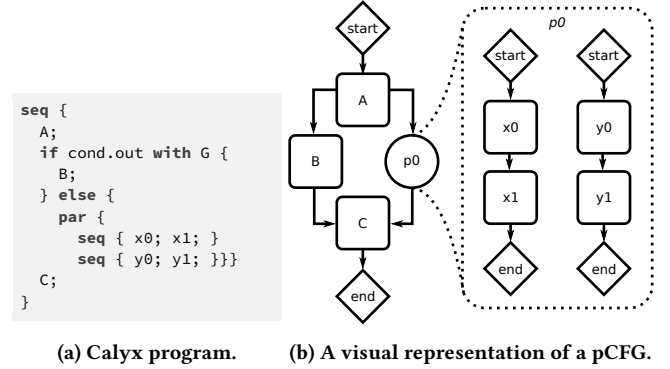 seq {
A;
if cond.out with G {
B;
} else {
par {
seq { x0; x1; }
seq { y0; y1; }}}
C;
}
(a) Calyx program.
start
A
B
p0
C
end
p0
start
start
x0
y0
x1
y1
end
end
(b) A visual representation of a pCFG.